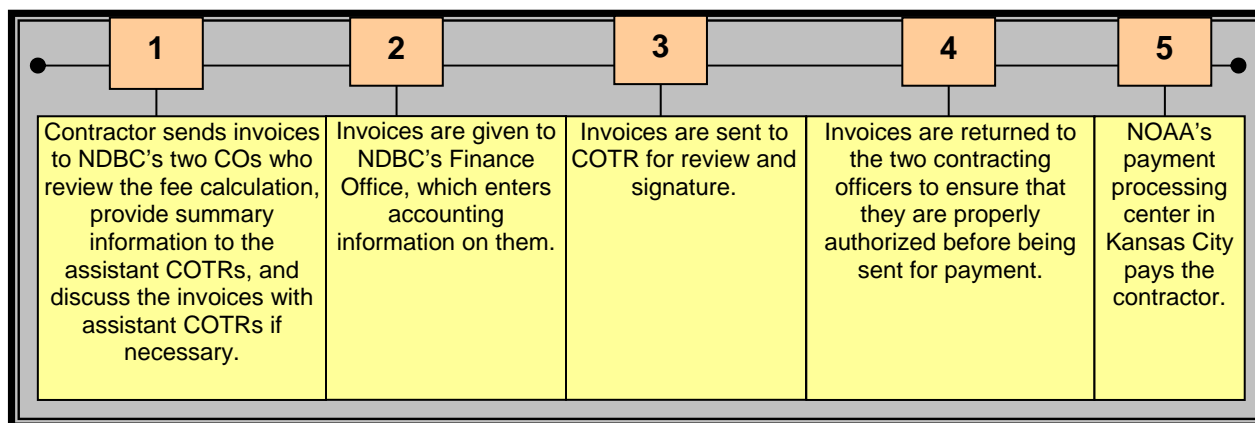 1
Contractor sends invoices
to NDBC's two COs who
review the fee calculation,
provide summary
information to the
assistant COTRs, and
discuss the invoices with
assistant COTRs if
necessary.
2
Invoices are given to
NDBC's Finance
Office, which enters
accounting
information on them.
3
Invoices are sent to
COTR for review and
signature.
4
Invoices are returned to
the two contracting
officers to ensure that
they are properly
authorized before being
sent for payment.
5
NOAA's
payment
processing
center in
Kansas City
pays the
contractor.